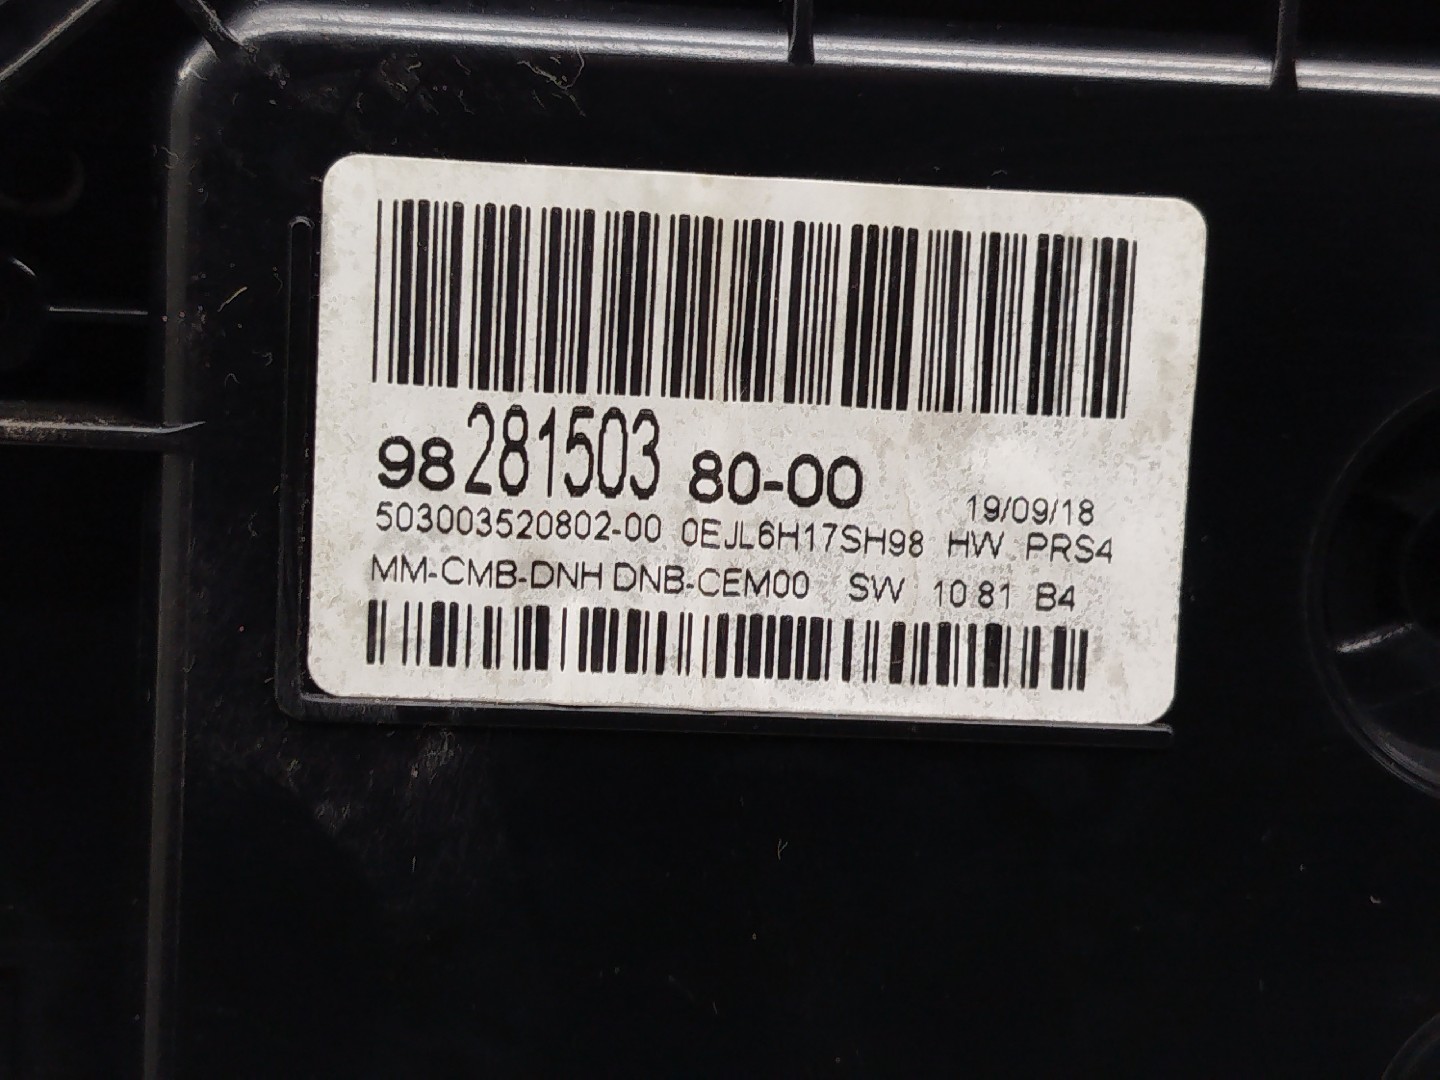 98 281503 80-00 19/09/18
503003520802-00 0EJL6H17SH98 HW PRS4
MM-CMB-DNH DNB-CEM00 SW 10 81 B4